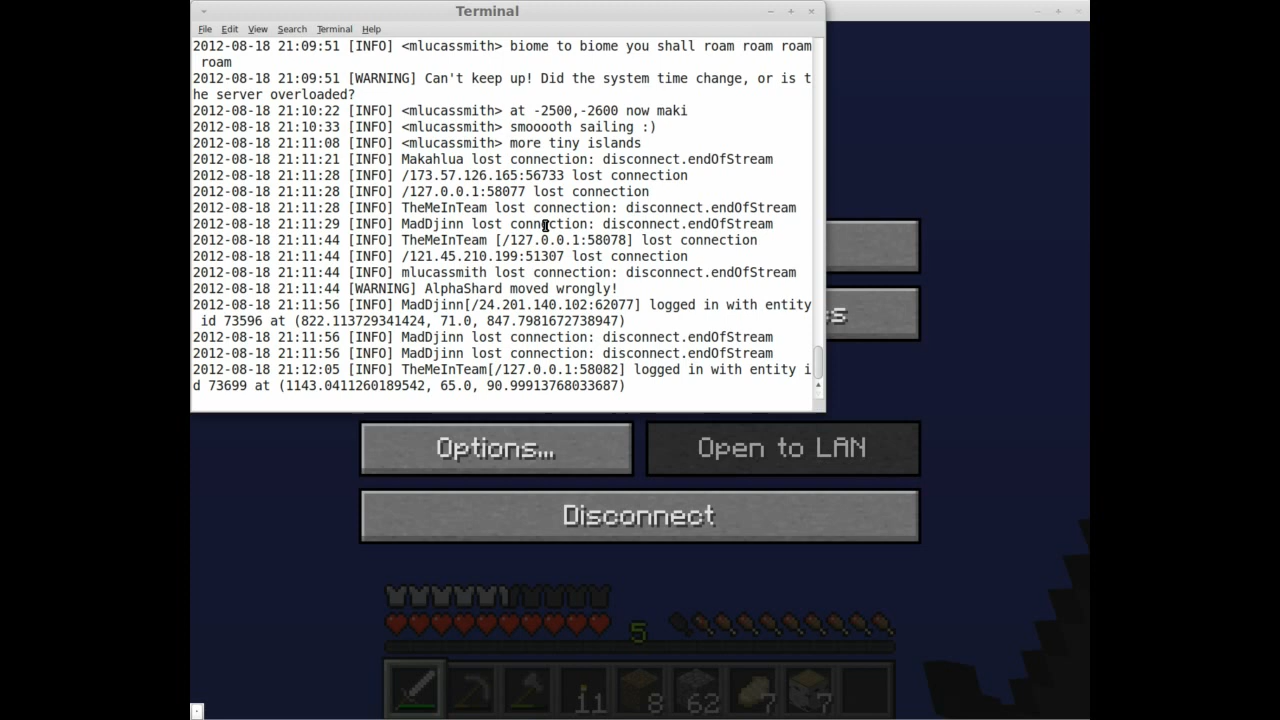 Terminal
File Edit View Search Terminal Help
2012-08-18 21:09:51 [INFO] <mlucassmith> biome to biome you shall roam roam roam
roam
2012-08-18 21:09:51 [WARNING] Can't keep up! Did the system time change, or is t
he server overloaded?
2012-08-18 21:10:22 [INFO] <mlucassmith> at -2500,-2600 now maki
2012-08-18 21:10:33 [INFO] <mlucassmith> smooooth sailing :)
2012-08-18 21:11:08 [INFO] <mlucassmith> more tiny islands
2012-08-18 21:11:21 [INFO] Makahlua lost connection: disconnect.endOfStream
2012-08-18 21:11:28 [INFO] /173.57.126.165:56733 lost connection
2012-08-18 21:11:28 [INFO] /127.0.0.1:58077 lost connection
2012-08-18 21:11:28 [INFO] TheMeInTeam lost connection: disconnect.endOfStream
2012-08-18 21:11:29 [INFO] MadDjinn lost connection: disconnect.endOfStream
2012-08-18 21:11:44 [INFO] TheMeInTeam [/127.0.0.1:58078] lost connection
2012-08-18 21:11:44 [INFO] /121.45.210.199:51307 lost connection
2012-08-18 21:11:44 [INFO] mlucassmith lost connection: disconnect.endOfStream
2012-08-18 21:11:44 [WARNING] AlphaShard moved wrongly!
2012-08-18 21:11:56 [INFO] MadDjinn[/24.201.140.102:62077] logged in with entity
id 73596 at (822.113729341424, 71.0, 847.7981672738947)
2012-08-18 21:11:56 [INFO] MadDjinn lost connection: disconnect.endOfStream
2012-08-18 21:11:56 [INFO] MadDjinn lost connection: disconnect.endOfStream
2012-08-18 21:12:05 [INFO] TheMeInTeam[/127.0.0.1:58082] logged in with entity i
d 73699 at (1143.0411260189542, 65.0, 90.99913768033687)
s
Options... Open to LAN
Disconnect
5
11 8 62 7 7